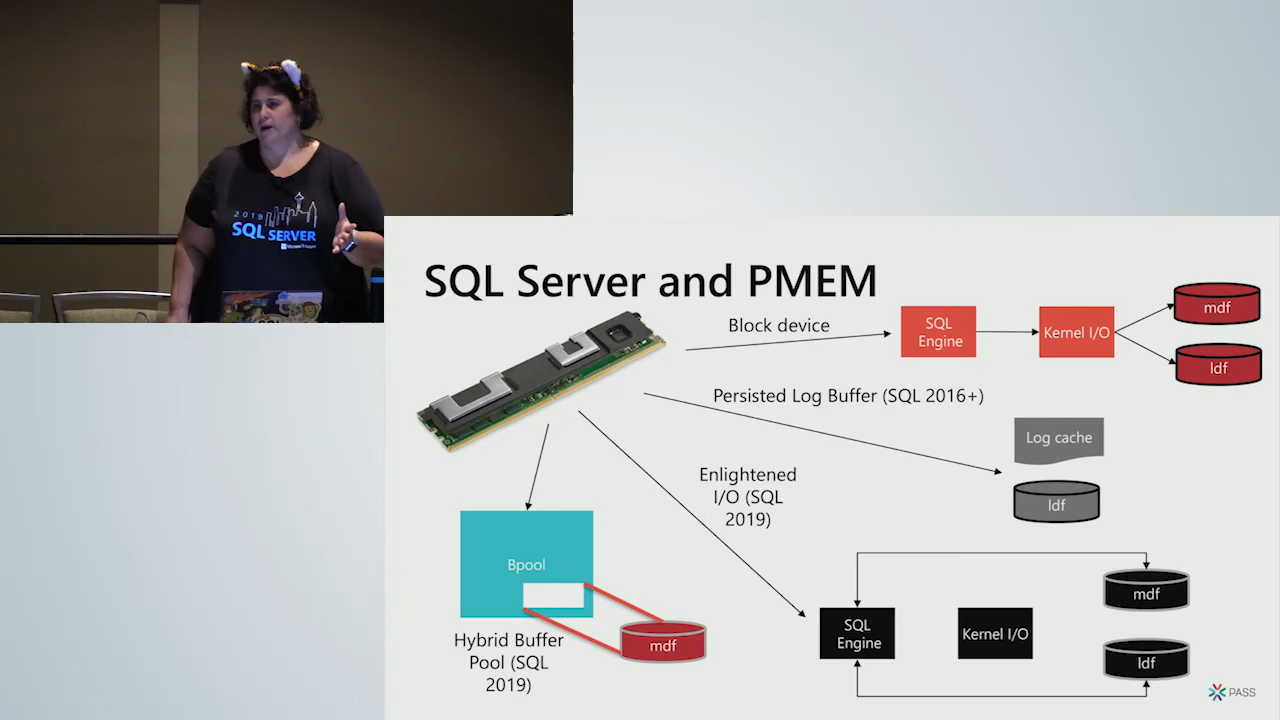 2019
SQL SERVER
SQL Server and PMEM
Block device
SQL
Engine
Kernel I/O
mdf
ldf
Persisted Log Buffer (SQL 2016+)
Log cache
ldf
Enlightened
I/O (SQL
2019)
Bpool
Hybrid Buffer
Pool (SQL
2019)
mdf
SQL
Engine
Kernel I/O
mdf
ldf
PASS